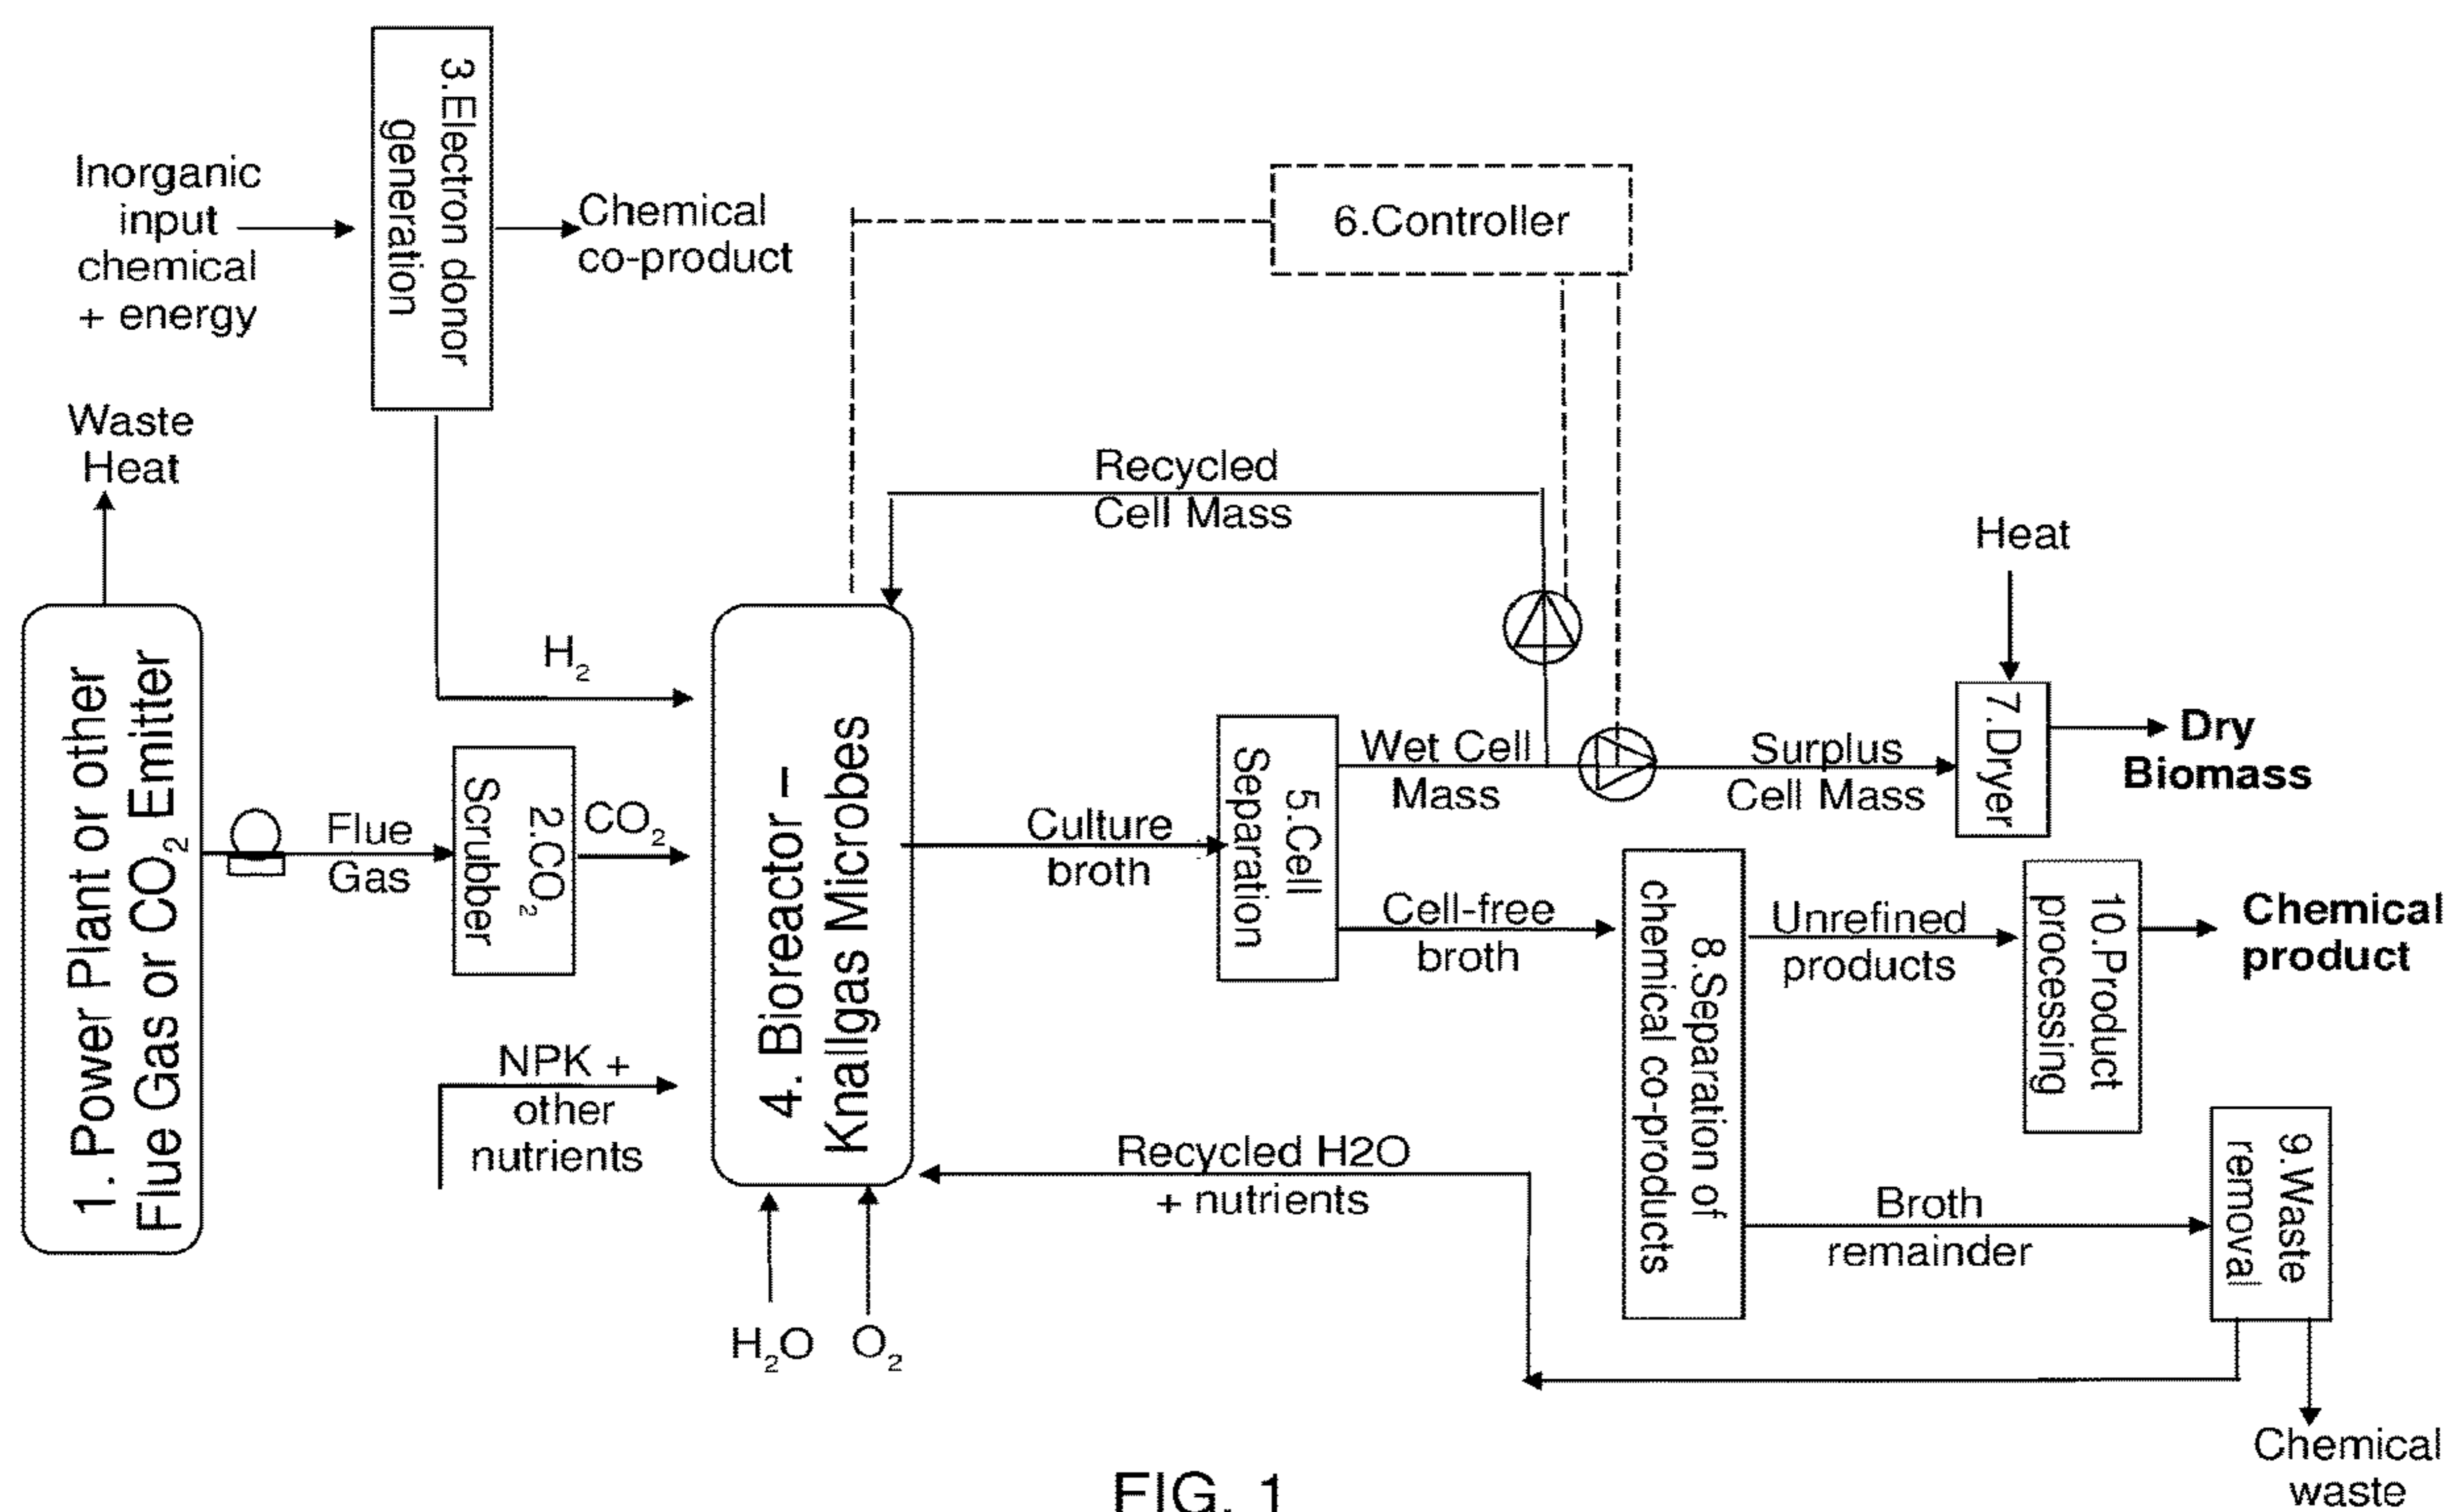 3.Electron donor
generation
Inorganic
input
chemical
+ energy
Chemical
co-product
6.Controller
Waste
Heat
Recycled
Cell Mass
Heat
1. Power Plant or other
Flue Gas or CO₂ Emitter
H₂
Flue
Gas
2.CO₂
Scrubber
CO₂
4. Bioreactor –
Knallgas Microbes
NPK +
other
nutrients
H₂O
O₂
Culture
broth
5.Cell
Separation
Wet Cell
Mass
Surplus
Cell Mass
7.Dryer
Dry
Biomass
Cell-free
broth
8.Separation of
chemical co-products
Unrefined
products
10.Product
processing
Chemical
product
Recycled H2O
+ nutrients
Broth
remainder
9.Waste
removal
Chemical
waste
FIG. 1